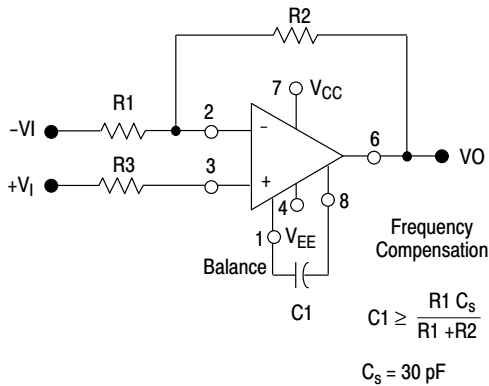 R2
7 VCC
R1
2
-
6
–VI
VO
R3
3
+
+VI
4
8
1 VEE
Frequency
Compensation
Balance
C1
C1 ≥ R1 Cs
R1 +R2
Cs = 30 pF